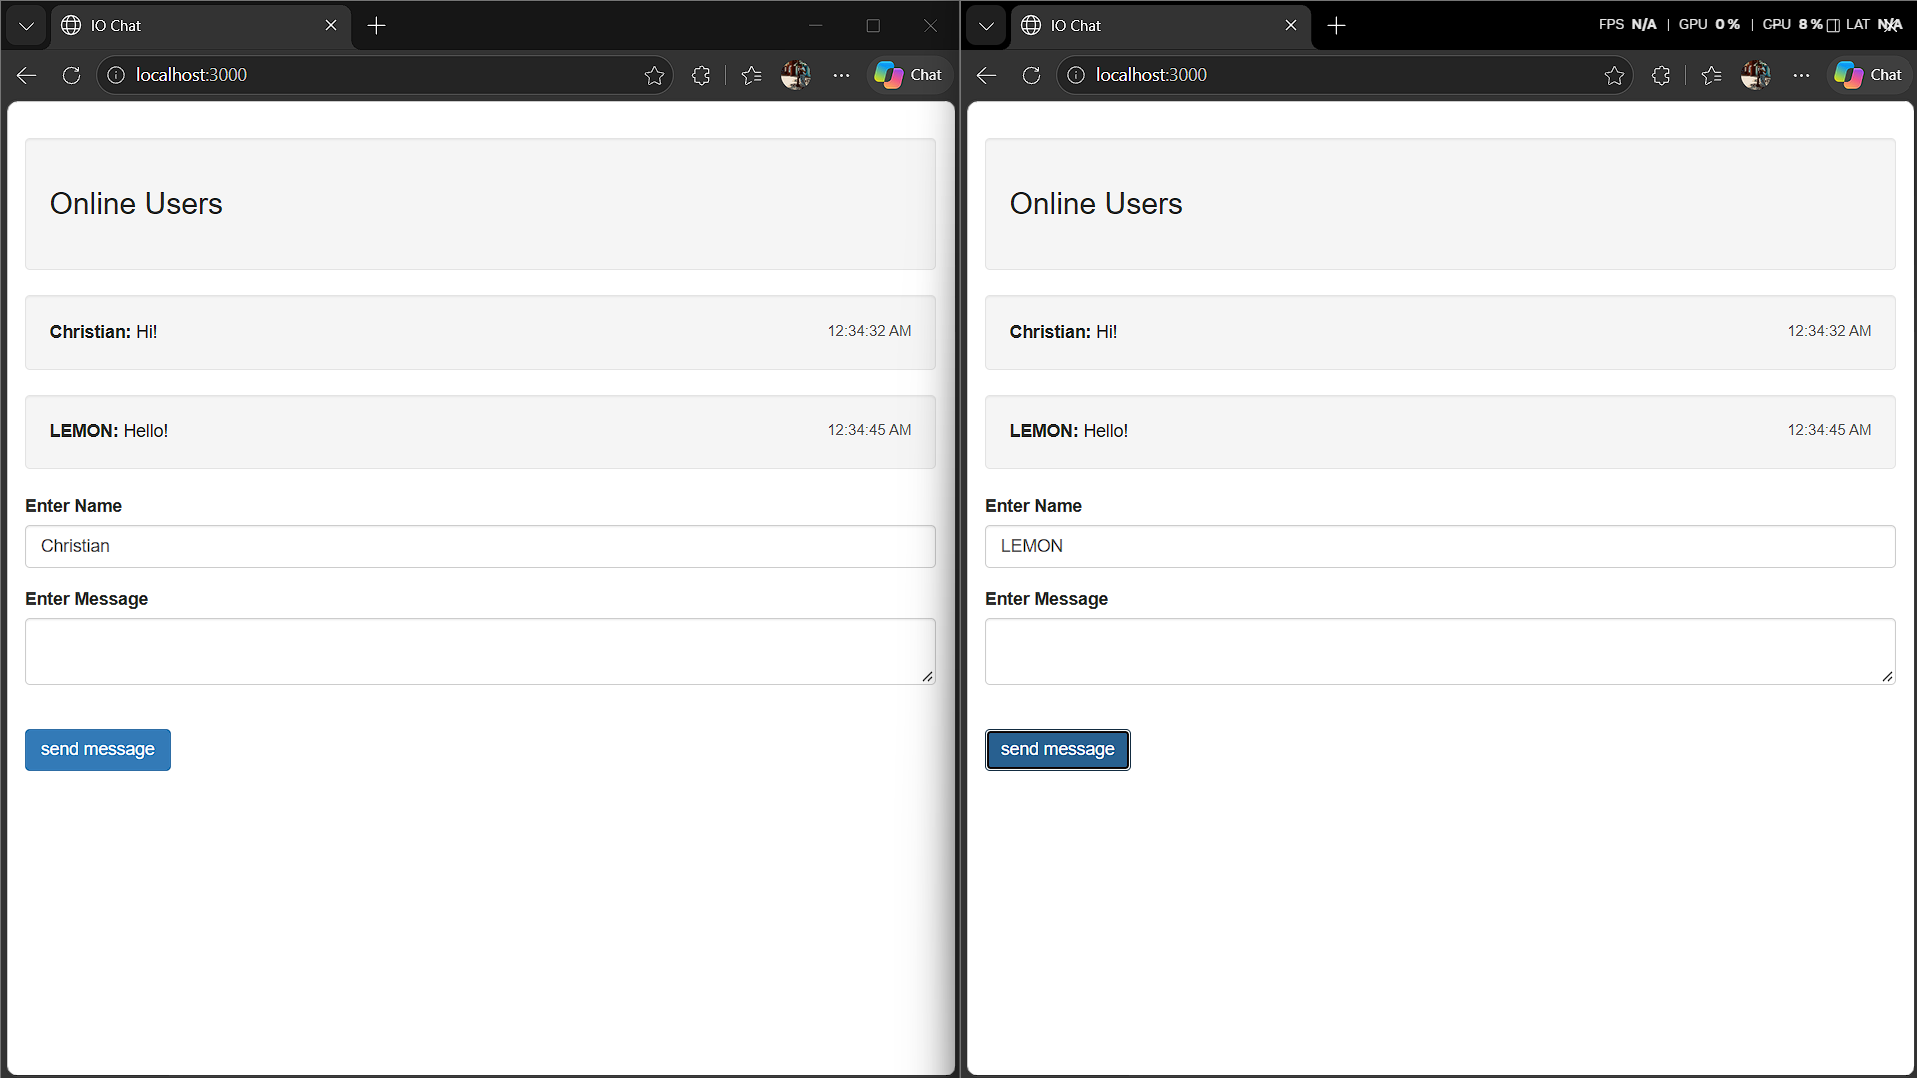 IO Chat
localhost:3000
Chat
Online Users
Christian: Hi! 12:34:32 AM
LEMON: Hello! 12:34:45 AM
Enter Name
Christian
Enter Message
send message
IO Chat
FPS N/A | GPU 0 % | CPU 8 % LAT N/A
localhost:3000
Chat
Online Users
Christian: Hi! 12:34:32 AM
LEMON: Hello! 12:34:45 AM
Enter Name
LEMON
Enter Message
send message